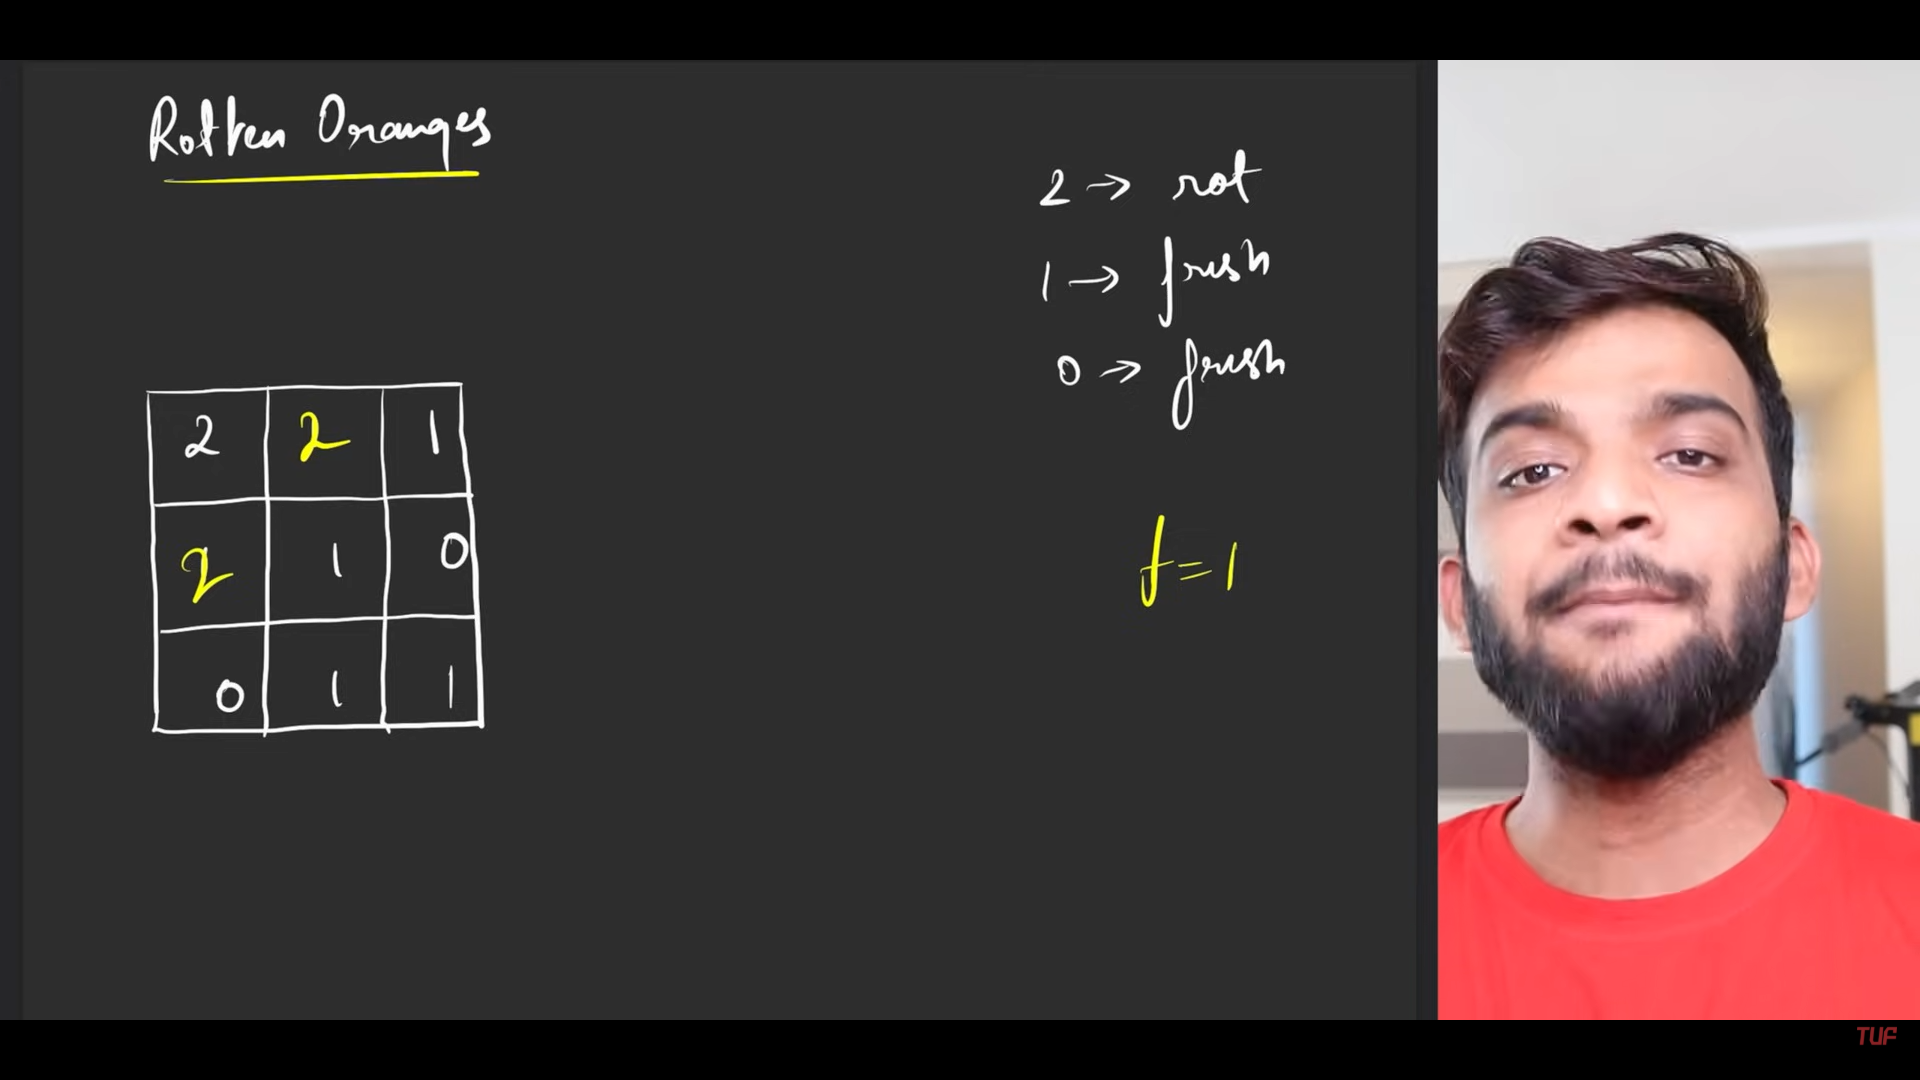 Rotten Oranges
2 → rot
1 → fresh
0 → fresh
2 2 1
2 1 0
0 1 1
t=1
TUF